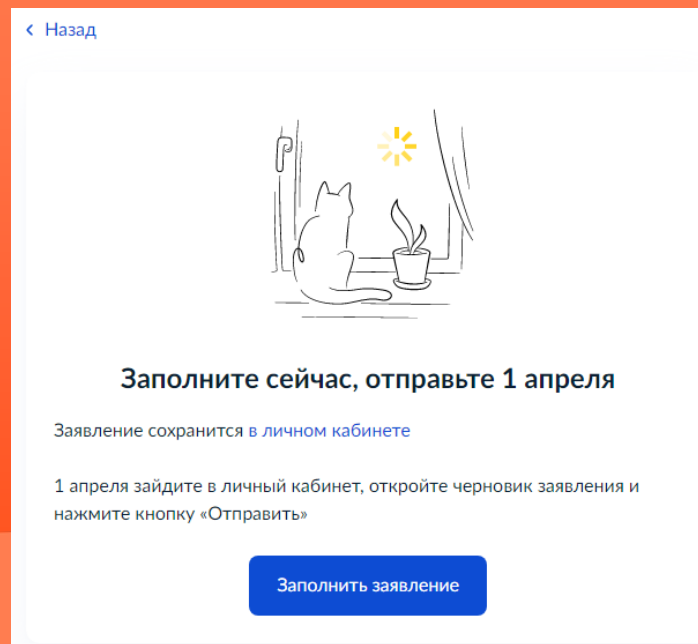 Назад
Заполните сейчас, отправьте 1 апреля
Заявление сохранится в личном кабинете
1 апреля зайдите в личный кабинет, откройте черновик заявления и
нажмите кнопку «Отправить»
Заполнить заявление